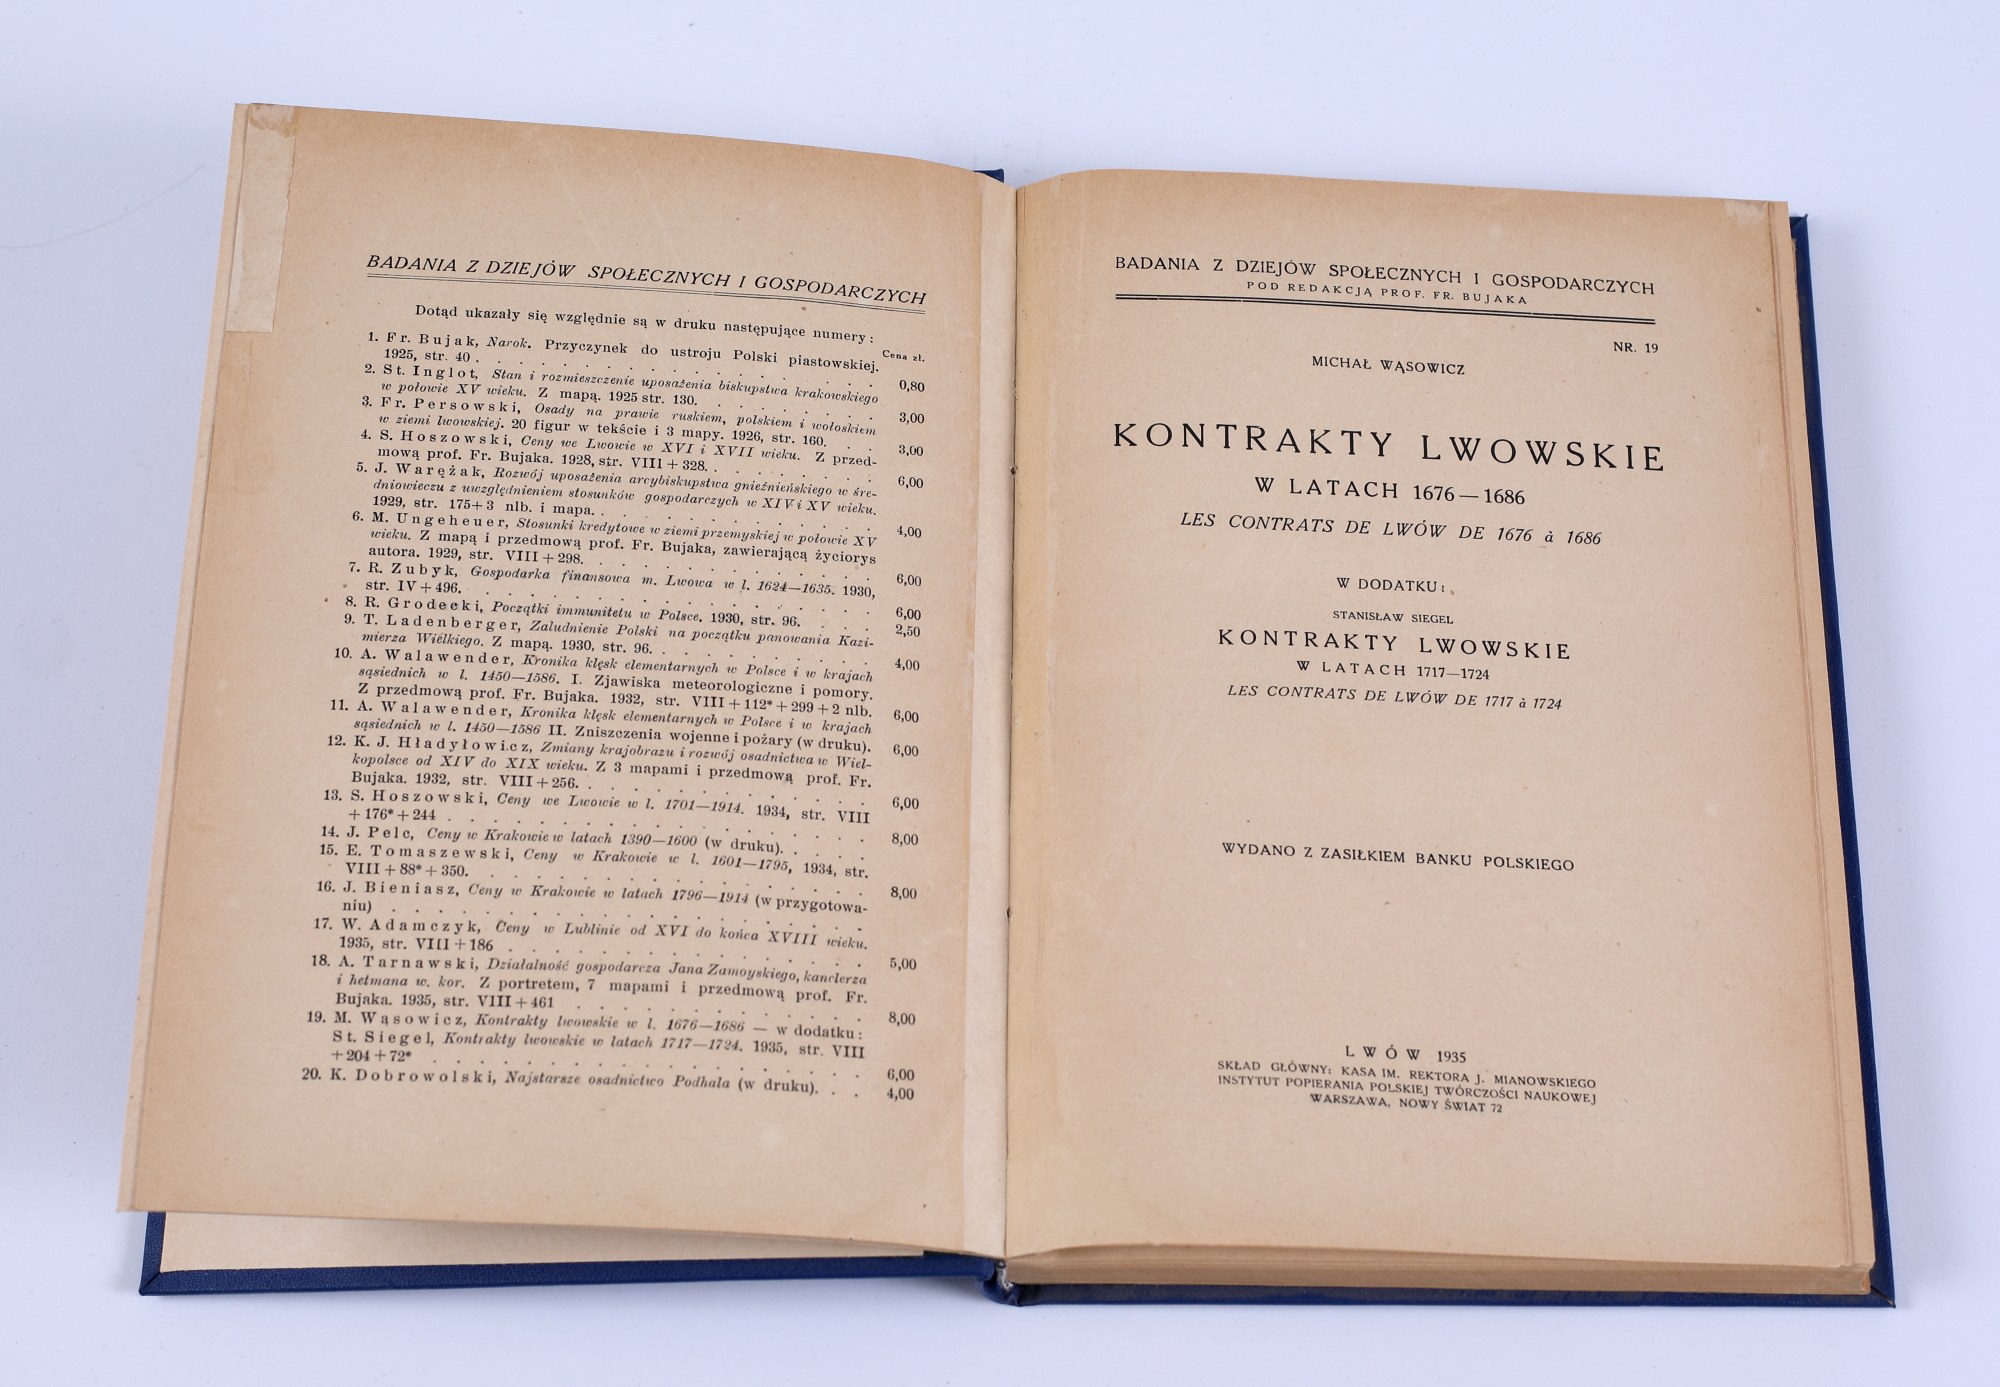 BADANIA Z DZIEJÓW SPOŁECZNYCH I GOSPODARCZYCH
Dotąd ukazały się względnie są w druku następujące numery:
Cena zł.
1. Fr. Bujak, Narok. Przyczynek do ustroju Polski piastowskiej.
1925, str. 40 . . . . . . . . . . . . 0,80
2. St. Inglot, Stan i rozmieszczenie uposażenia biskupstwa krakowskiego
w połowie XV wieku. Z mapą. 1925 str. 130. . . . . . . 3,00
3. Fr. Persowski, Osady na prawie ruskiem, polskiem i wołoskiem
w ziemi lwowskiej. 20 figur w tekście i 3 mapy. 1926, str. 160. . . 3,00
4. S. Hoszowski, Ceny we Lwowie w XVI i XVII wieku. Z przed-
mową prof. Fr. Bujaka. 1928, str. VIII + 328. . . . . . . 6,00
5. J. Warężak, Rozwój uposażenia arcybiskupstwa gnieźnieńskiego w śre-
dniowieczu z uwzględnieniem stosunków gospodarczych w XIV i XV wieku.
1929, str. 175+3 nlb. i mapa. . . . . . . . . . 4,00
6. M. Ungeheuer, Stosunki kredytowe w ziemi przemyskiej w połowie XV
wieku. Z mapą i przedmową prof. Fr. Bujaka, zawierającą życiorys
autora. 1929, str. VIII + 298. . . . . . . . . . 6,00
7. R. Zubyk, Gospodarka finansowa m. Lwowa w l. 1624—1635. 1930,
str. IV + 496. . . . . . . . . . . . 6,00
8. R. Grodecki, Początki immunitetu w Polsce. 1930, str. 96. . . . 2,50
9. T. Ladenberger, Zaludnienie Polski na początku panowania Kazi-
mierza Wielkiego. Z mapą. 1930, str. 96. . . . . . . . 4,00
10. A. Walawender, Kronika klęsk elementarnych w Polsce i w krajach
sąsiednich w l. 1450—1586. I. Zjawiska meteorologiczne i pomory.
Z przedmową prof. Fr. Bujaka. 1932, str. VIII + 112* + 299 + 2 nlb. 6,00
11. A. Walawender, Kronika klęsk elementarnych w Polsce i w krajach
sąsiednich w l. 1450—1586 II. Zniszczenia wojenne i pożary (w druku). 6,00
12. K. J. Hładyłowicz, Zmiany krajobrazu i rozwój osadnictwa w Wiel-
kopolsce od XIV do XIX wieku. Z 3 mapami i przedmową prof. Fr.
Bujaka. 1932, str. VIII + 256. . . . . . . . . . 6,00
13. S. Hoszowski, Ceny we Lwowie w l. 1701—1914. 1934, str. VIII
+ 176* + 244 . . . . . . . . . . . . 8,00
14. J. Pelc, Ceny w Krakowie w latach 1390—1600 (w druku). . . . .
15. E. Tomaszewski, Ceny w Krakowie w l. 1601—1795, 1934, str.
VIII + 88* + 350. . . . . . . . . . . . 8,00
16. J. Bieniasz, Ceny w Krakowie w latach 1796—1914 (w przygotowa-
niu) . . . . . . . . . . . . . .
17. W. Adamczyk, Ceny w Lublinie od XVI do końca XVIII wieku.
1935, str. VIII + 186 . . . . . . . . . . . 5,00
18. A. Tarnawski, Działalność gospodarcza Jana Zamoyskiego, kanclerza
i hetmana w. kor. Z portretem, 7 mapami i przedmową prof. Fr.
Bujaka. 1935, str. VIII + 461 . . . . . . . . . 8,00
19. M. Wąsowicz, Kontrakty lwowskie w l. 1676—1686 — w dodatku:
St. Siegel, Kontrakty lwowskie w latach 1717—1724. 1935, str. VIII
+ 204 + 72* . . . . . . . . . . . . 6,00
20. K. Dobrowolski, Najstarsze osadnictwo Podhala (w druku). . . 4,00
BADANIA Z DZIEJÓW SPOŁECZNYCH I GOSPODARCZYCH
POD REDAKCJĄ PROF. FR. BUJAKA
NR. 19
MICHAŁ WĄSOWICZ
KONTRAKTY LWOWSKIE
W LATACH 1676—1686
LES CONTRATS DE LWÓW DE 1676 à 1686
W DODATKU:
STANISŁAW SIEGEL
KONTRAKTY LWOWSKIE
W LATACH 1717—1724
LES CONTRATS DE LWÓW DE 1717 à 1724
WYDANO Z ZASIŁKIEM BANKU POLSKIEGO
LWÓW 1935
SKŁAD GŁÓWNY: KASA IM. REKTORA J. MIANOWSKIEGO
INSTYTUT POPIERANIA POLSKIEJ TWÓRCZOŚCI NAUKOWEJ
WARSZAWA, NOWY ŚWIAT 72